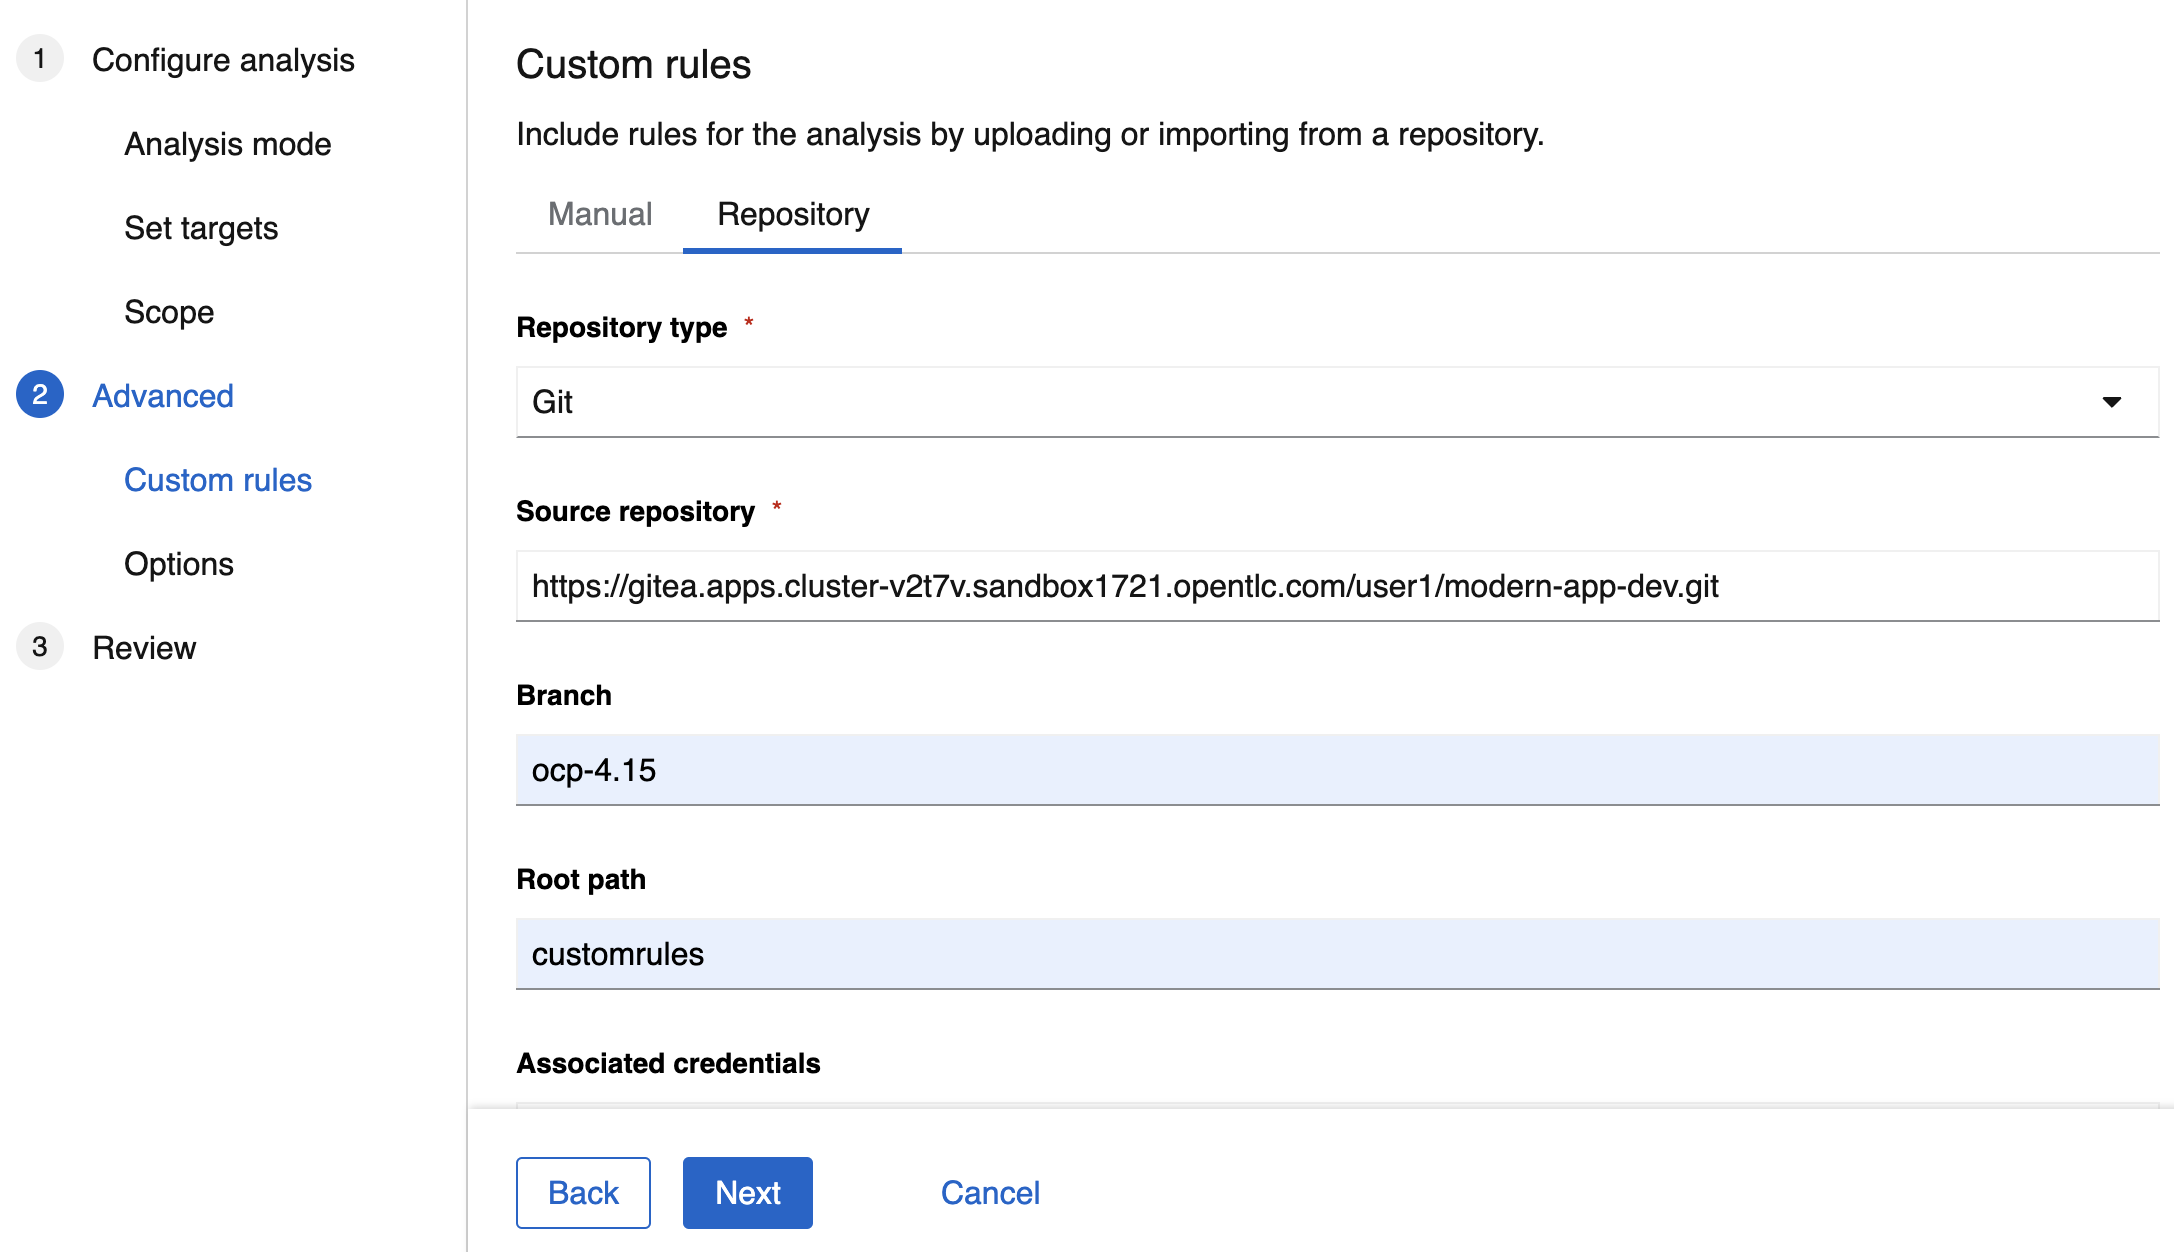 1 Configure analysis
Analysis mode
Set targets
Scope
2 Advanced
Custom rules
Options
3 Review
Custom rules
Include rules for the analysis by uploading or importing from a repository.
Manual Repository
Repository type *
Git
Source repository *
https://gitea.apps.cluster-v2t7v.sandbox1721.opentlc.com/user1/modern-app-dev.git
Branch
ocp-4.15
Root path
customrules
Associated credentials
Back Next Cancel